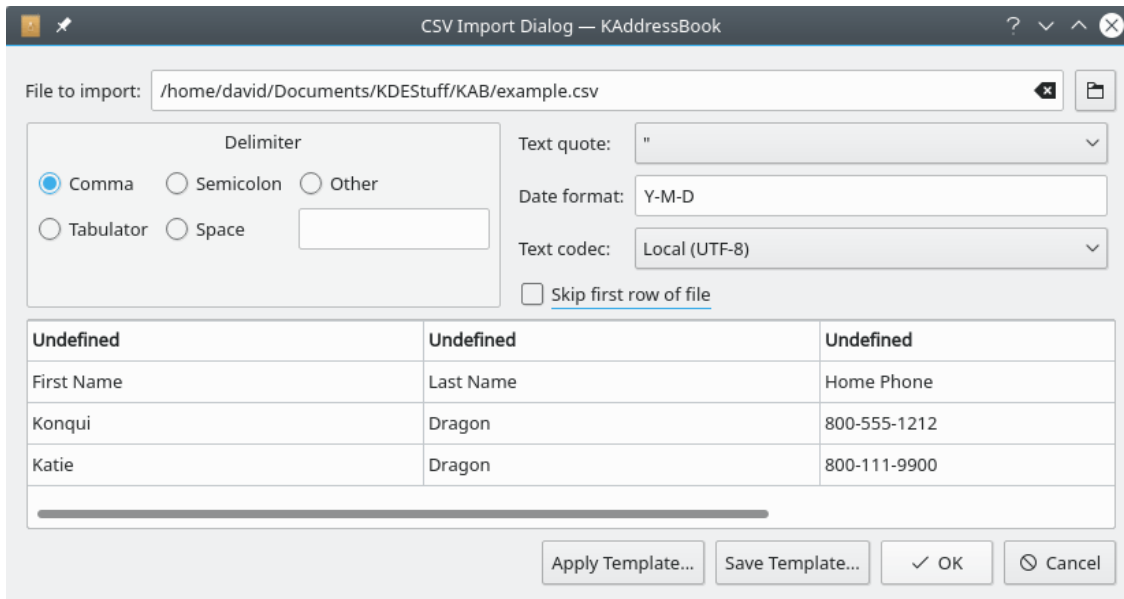 CSV Import Dialog — KAddressBook
File to import: /home/david/Documents/KDEStuff/KAB/example.csv
Delimiter
Comma Semicolon Other
Tabulator Space
Text quote: "
Date format: Y-M-D
Text codec: Local (UTF-8)
Skip first row of file
Undefined Undefined Undefined
First Name Last Name Home Phone
Konqui Dragon 800-555-1212
Katie Dragon 800-111-9900
Apply Template... Save Template... OK Cancel